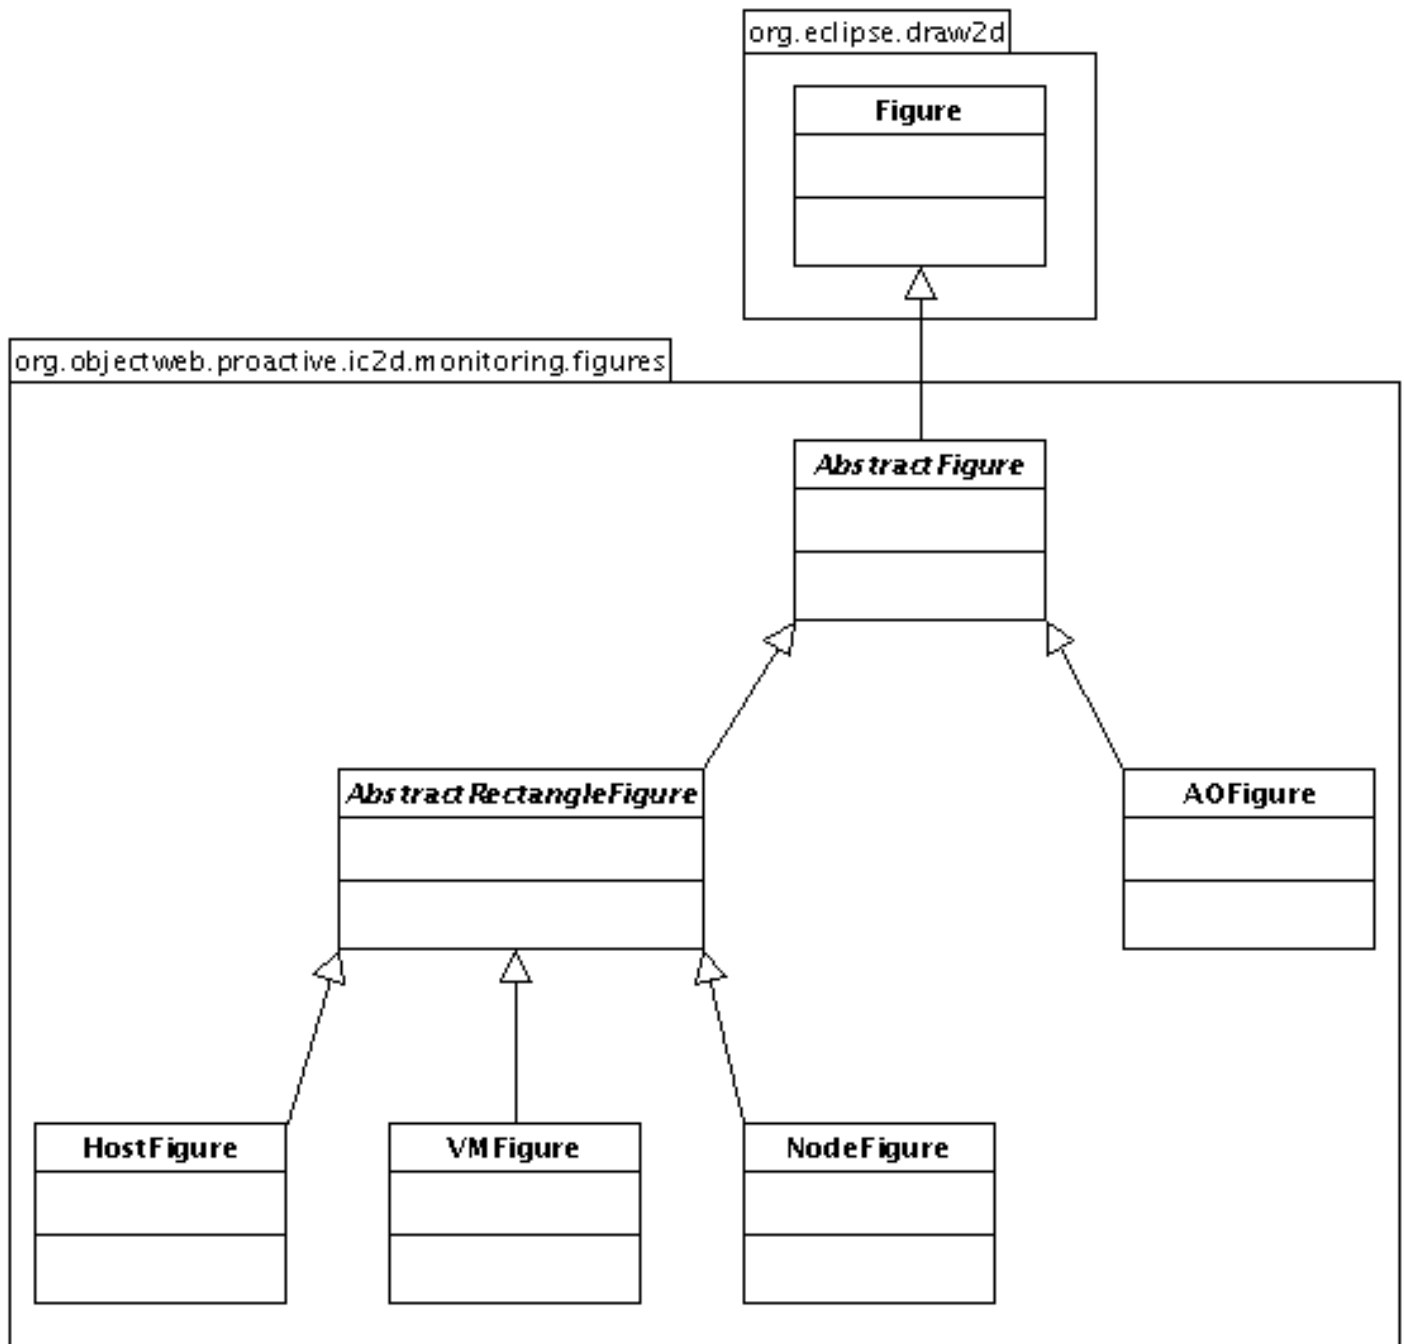 org.eclipse.draw2d
Figure
org.objectweb.proactive.ic2d.monitoring.figures
AbstractFigure
AbstractRectangleFigure
AOFigure
HostFigure
VMFigure
NodeFigure